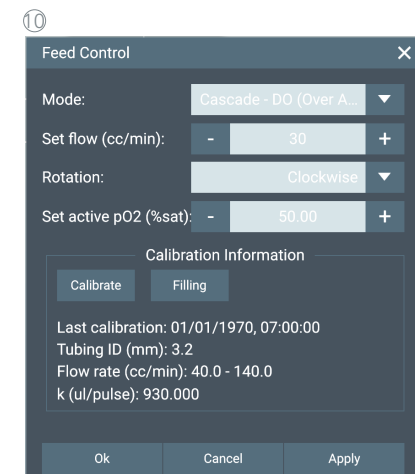 ⑩
Feed Control
Mode: Cascade - DO (Over A...
Set flow (cc/min): - 30 +
Rotation: Clockwise
Set active pO2 (%sat): - 50.00 +
Calibration Information
Calibrate Filling
Last calibration: 01/01/1970, 07:00:00
Tubing ID (mm): 3.2
Flow rate (cc/min): 40.0 - 140.0
k (ul/pulse): 930.000
Ok Cancel Apply